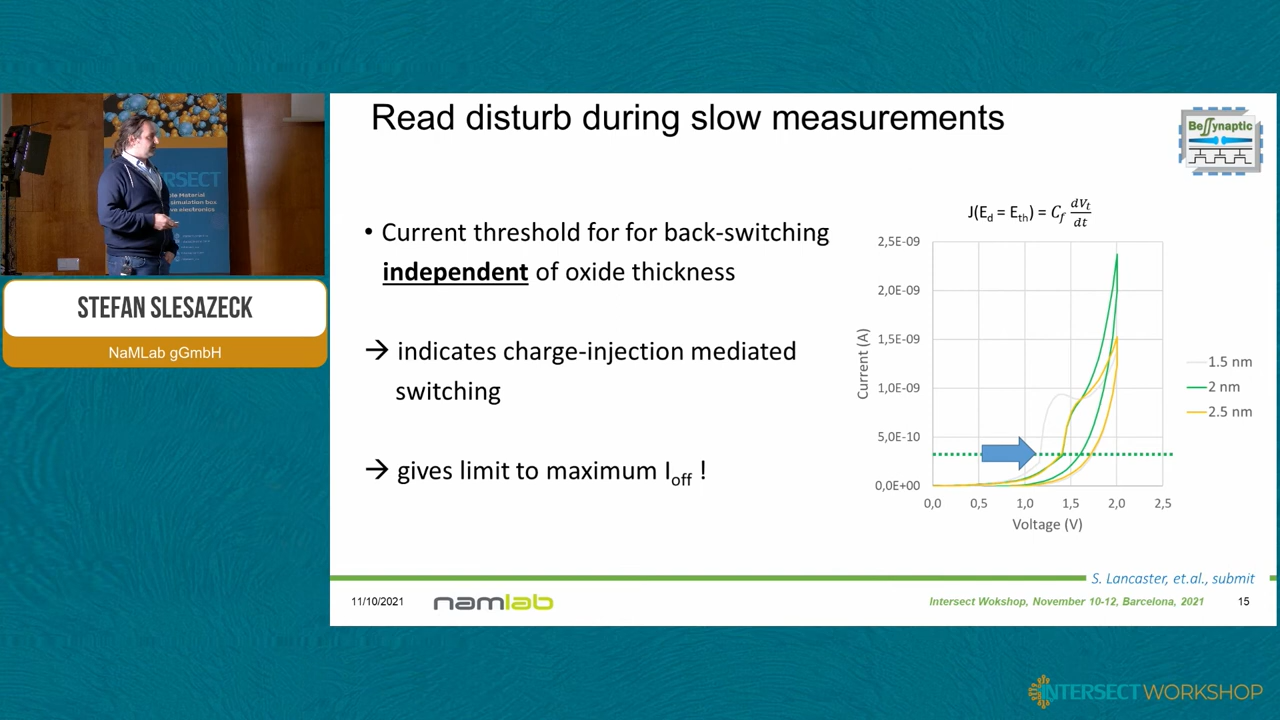 Read disturb during slow measurements
Be∫∫ynaptic
• Current threshold for for back-switching
independent of oxide thickness
→ indicates charge-injection mediated
switching
→ gives limit to maximum Ioff !
J(Ed = Eth) = Cf dVt/dt
2,5E-09
2,0E-09
1,5E-09
1,0E-09
5,0E-10
0,0E+00
Current (A)
0,0 0,5 1,0 1,5 2,0 2,5
Voltage (V)
1.5 nm
2 nm
2.5 nm
S. Lancaster, et.al., submit
11/10/2021 namlab Intersect Wokshop, November 10-12, Barcelona, 2021 15
RSECT
STEFAN SLESAZECK
NaMLab gGmbH
INTERSECT WORKSHOP